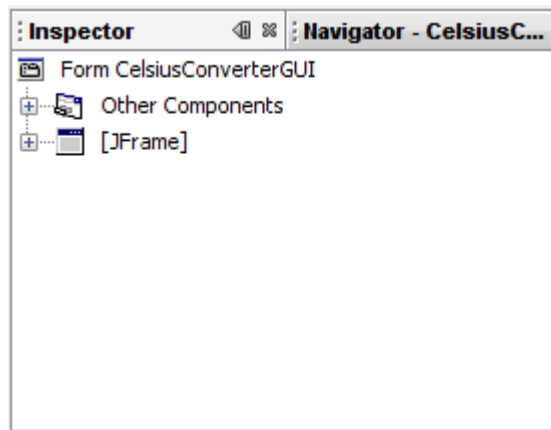 Inspector
Navigator - CelsiusC...
Form CelsiusConverterGUI
Other Components
[JFrame]